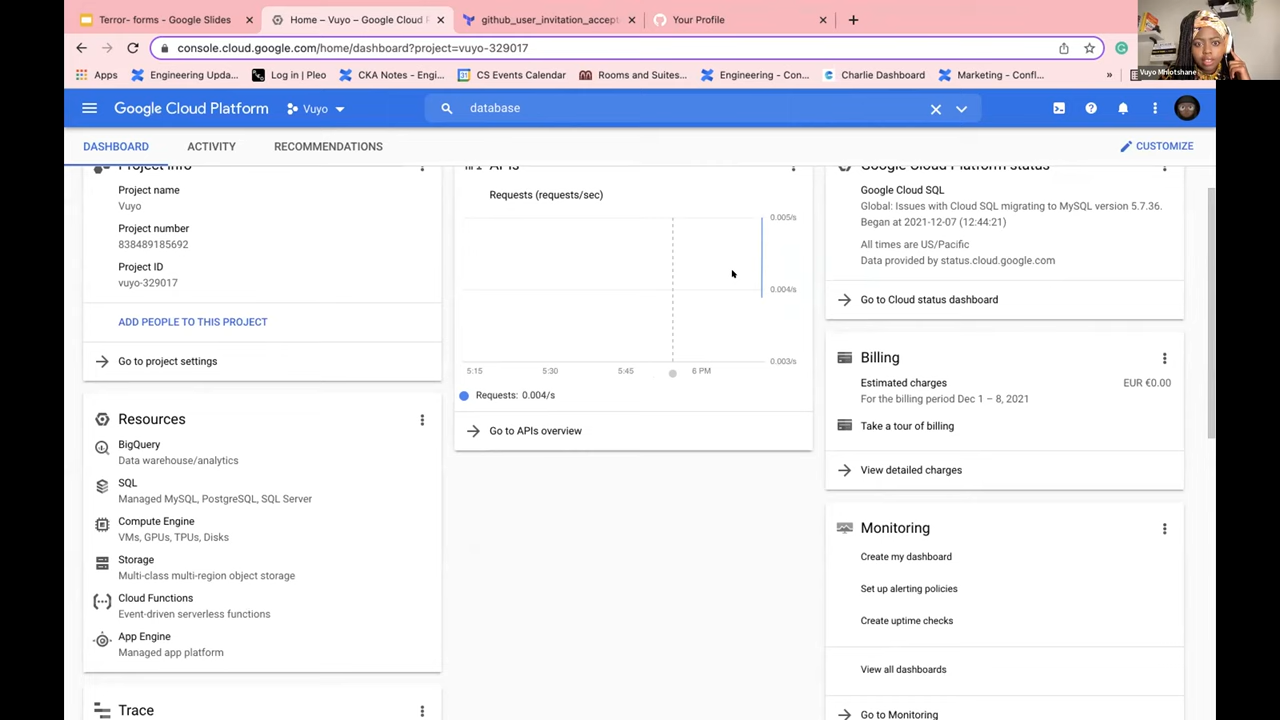 Terror- forms - Google Slides
Home – Vuyo – Google Cloud P
github_user_invitation_accept
Your Profile
console.cloud.google.com/home/dashboard?project=vuyo-329017
Apps
Engineering Upda...
Log in | Pleo
CKA Notes - Engi...
CS Events Calendar
Rooms and Suites...
Engineering - Con...
Charlie Dashboard
Marketing - Confl...
»
Vuyo Mhlotshane
Google Cloud Platform
Vuyo
database
DASHBOARD
ACTIVITY
RECOMMENDATIONS
CUSTOMIZE
Project info
Project name
Vuyo
Project number
838489185692
Project ID
vuyo-329017
ADD PEOPLE TO THIS PROJECT
Go to project settings
Resources
BigQuery
Data warehouse/analytics
SQL
Managed MySQL, PostgreSQL, SQL Server
Compute Engine
VMs, GPUs, TPUs, Disks
Storage
Multi-class multi-region object storage
Cloud Functions
Event-driven serverless functions
App Engine
Managed app platform
Trace
APIs
Requests (requests/sec)
0.005/s
0.004/s
0.003/s
5:15
5:30
5:45
6 PM
Requests: 0.004/s
Go to APIs overview
Google Cloud Platform status
Google Cloud SQL
Global: Issues with Cloud SQL migrating to MySQL version 5.7.36.
Began at 2021-12-07 (12:44:21)
All times are US/Pacific
Data provided by status.cloud.google.com
Go to Cloud status dashboard
Billing
Estimated charges
EUR €0.00
For the billing period Dec 1 – 8, 2021
Take a tour of billing
View detailed charges
Monitoring
Create my dashboard
Set up alerting policies
Create uptime checks
View all dashboards
Go to Monitoring